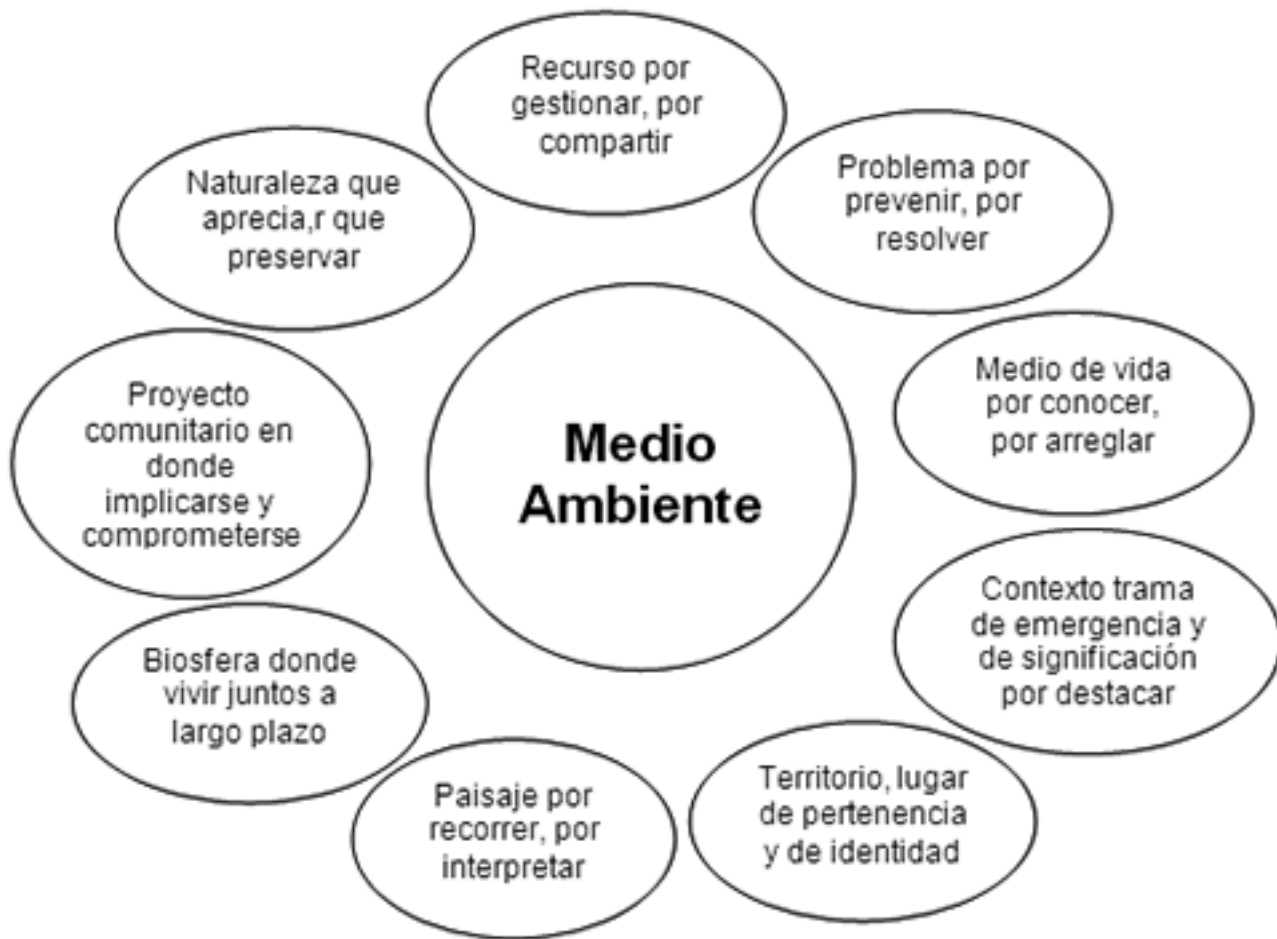 Recurso por
gestionar, por
compartir
Problema por
prevenir, por
resolver
Naturaleza que
aprecia,r que
preservar
Medio de vida
por conocer,
por arreglar
Medio
Ambiente
Proyecto
comunitario en
donde
implicarse y
comprometerse
Contexto trama
de emergencia y
de significación
por destacar
Biosfera donde
vivir juntos a
largo plazo
Paisaje por
recorrer, por
interpretar
Territorio, lugar
de pertenencia
y de identidad